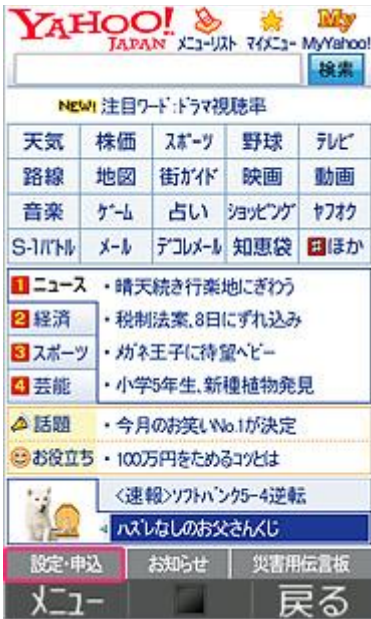 YAHOO!
JAPAN メニューリスト マイメニュー My MyYahoo!
検索
NEW! 注目ワード:ドラマ視聴率
天気 株価 スポーツ 野球 テレビ
路線 地図 街ガイド 映画 動画
音楽 ゲーム 占い ショッピング ヤフオク
S-1バトル メール デコレメール 知恵袋 #ほか
1 ニュース ・晴天続き行楽地にぎわう
2 経済 ・税制法案、8日にずれ込み
3 スポーツ ・メガネ王子に待望ベビー
4 芸能 ・小学5年生、新種植物発見
話題 ・今月のお笑いNo.1が決定
お役立ち ・100万円をためるコツとは
<速報>ソフトバンク5-4逆転
ハズレなしのお父さんくじ
設定・申込 お知らせ 災害用伝言板
メニュー 戻る